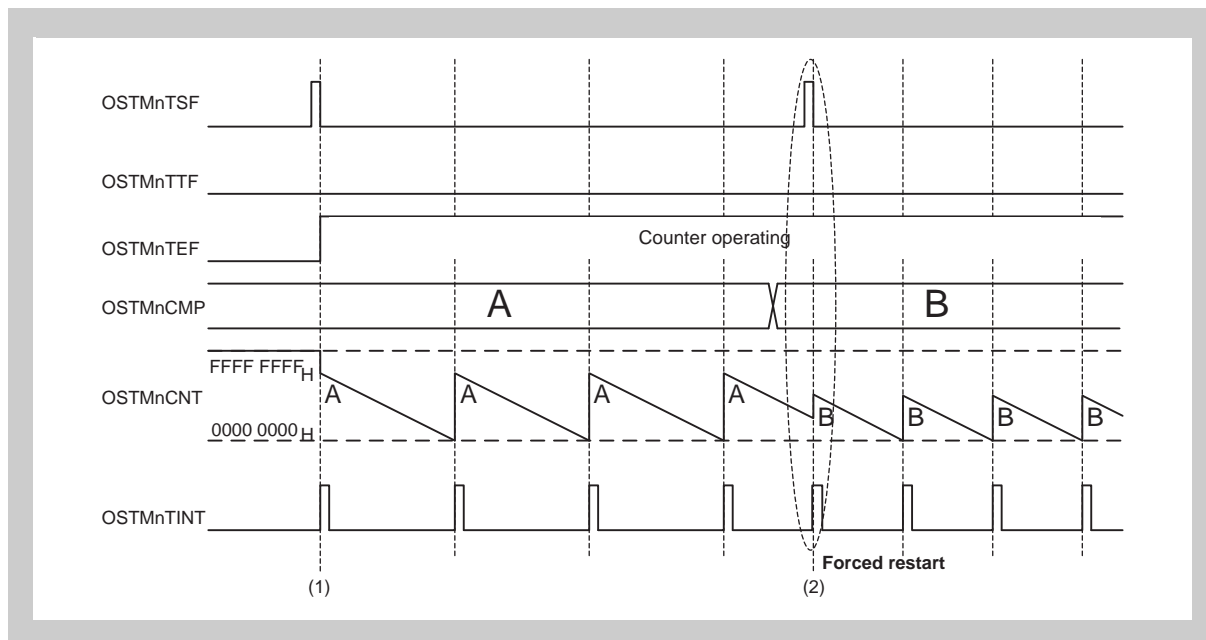 OSTMnTSF
OSTMnTTF
OSTMnTEF
Counter operating
OSTMnCMP
A
B
FFFF FFFFH
OSTMnCNT
A
A
A
A
B
B
B
B
0000 0000H
OSTMnTINT
Forced restart
(1)
(2)